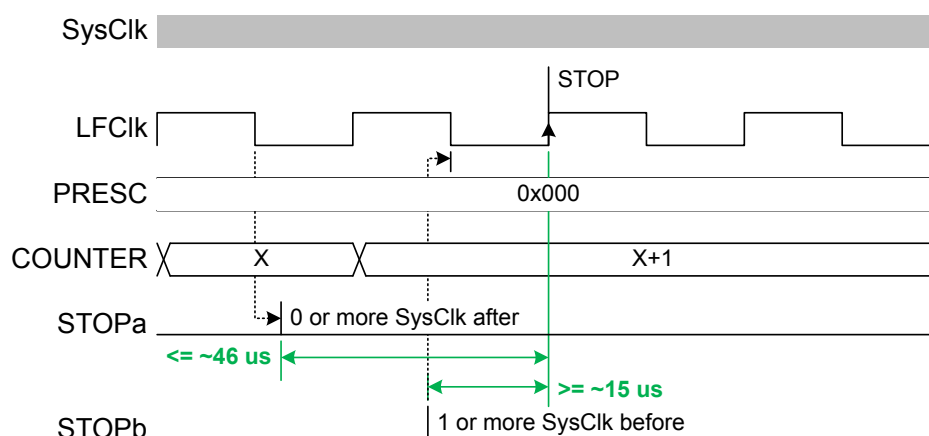 SysClk
STOP
LFClk
PRESC
0x000
COUNTER
X
X+1
STOPa
0 or more SysClk after
<= ~46 us
>= ~15 us
STOPb
1 or more SysClk before